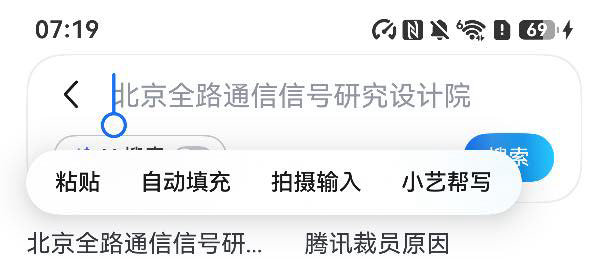 07:19 6 69
北京全路通信信号研究设计院
搜索
粘贴 自动填充 拍摄输入 小艺帮写
北京全路通信信号研... 腾讯裁员原因